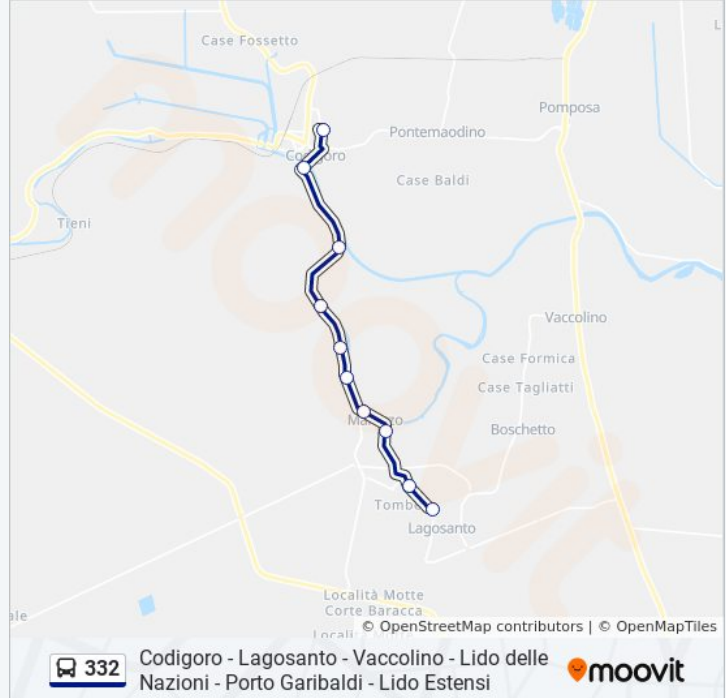 Case Fossetto
Pomposa
Pontemaodino
Codigoro
Case Baldi
Tieni
Vaccolino
Case Formica
Case Tagliatti
Boschetto
Lagosanto
Località Motte
Corte Baracca
© OpenStreetMap contributors | © OpenMapTiles
332
Codigoro - Lagosanto - Vaccolino - Lido delle
Nazioni - Porto Garibaldi - Lido Estensi
moovit